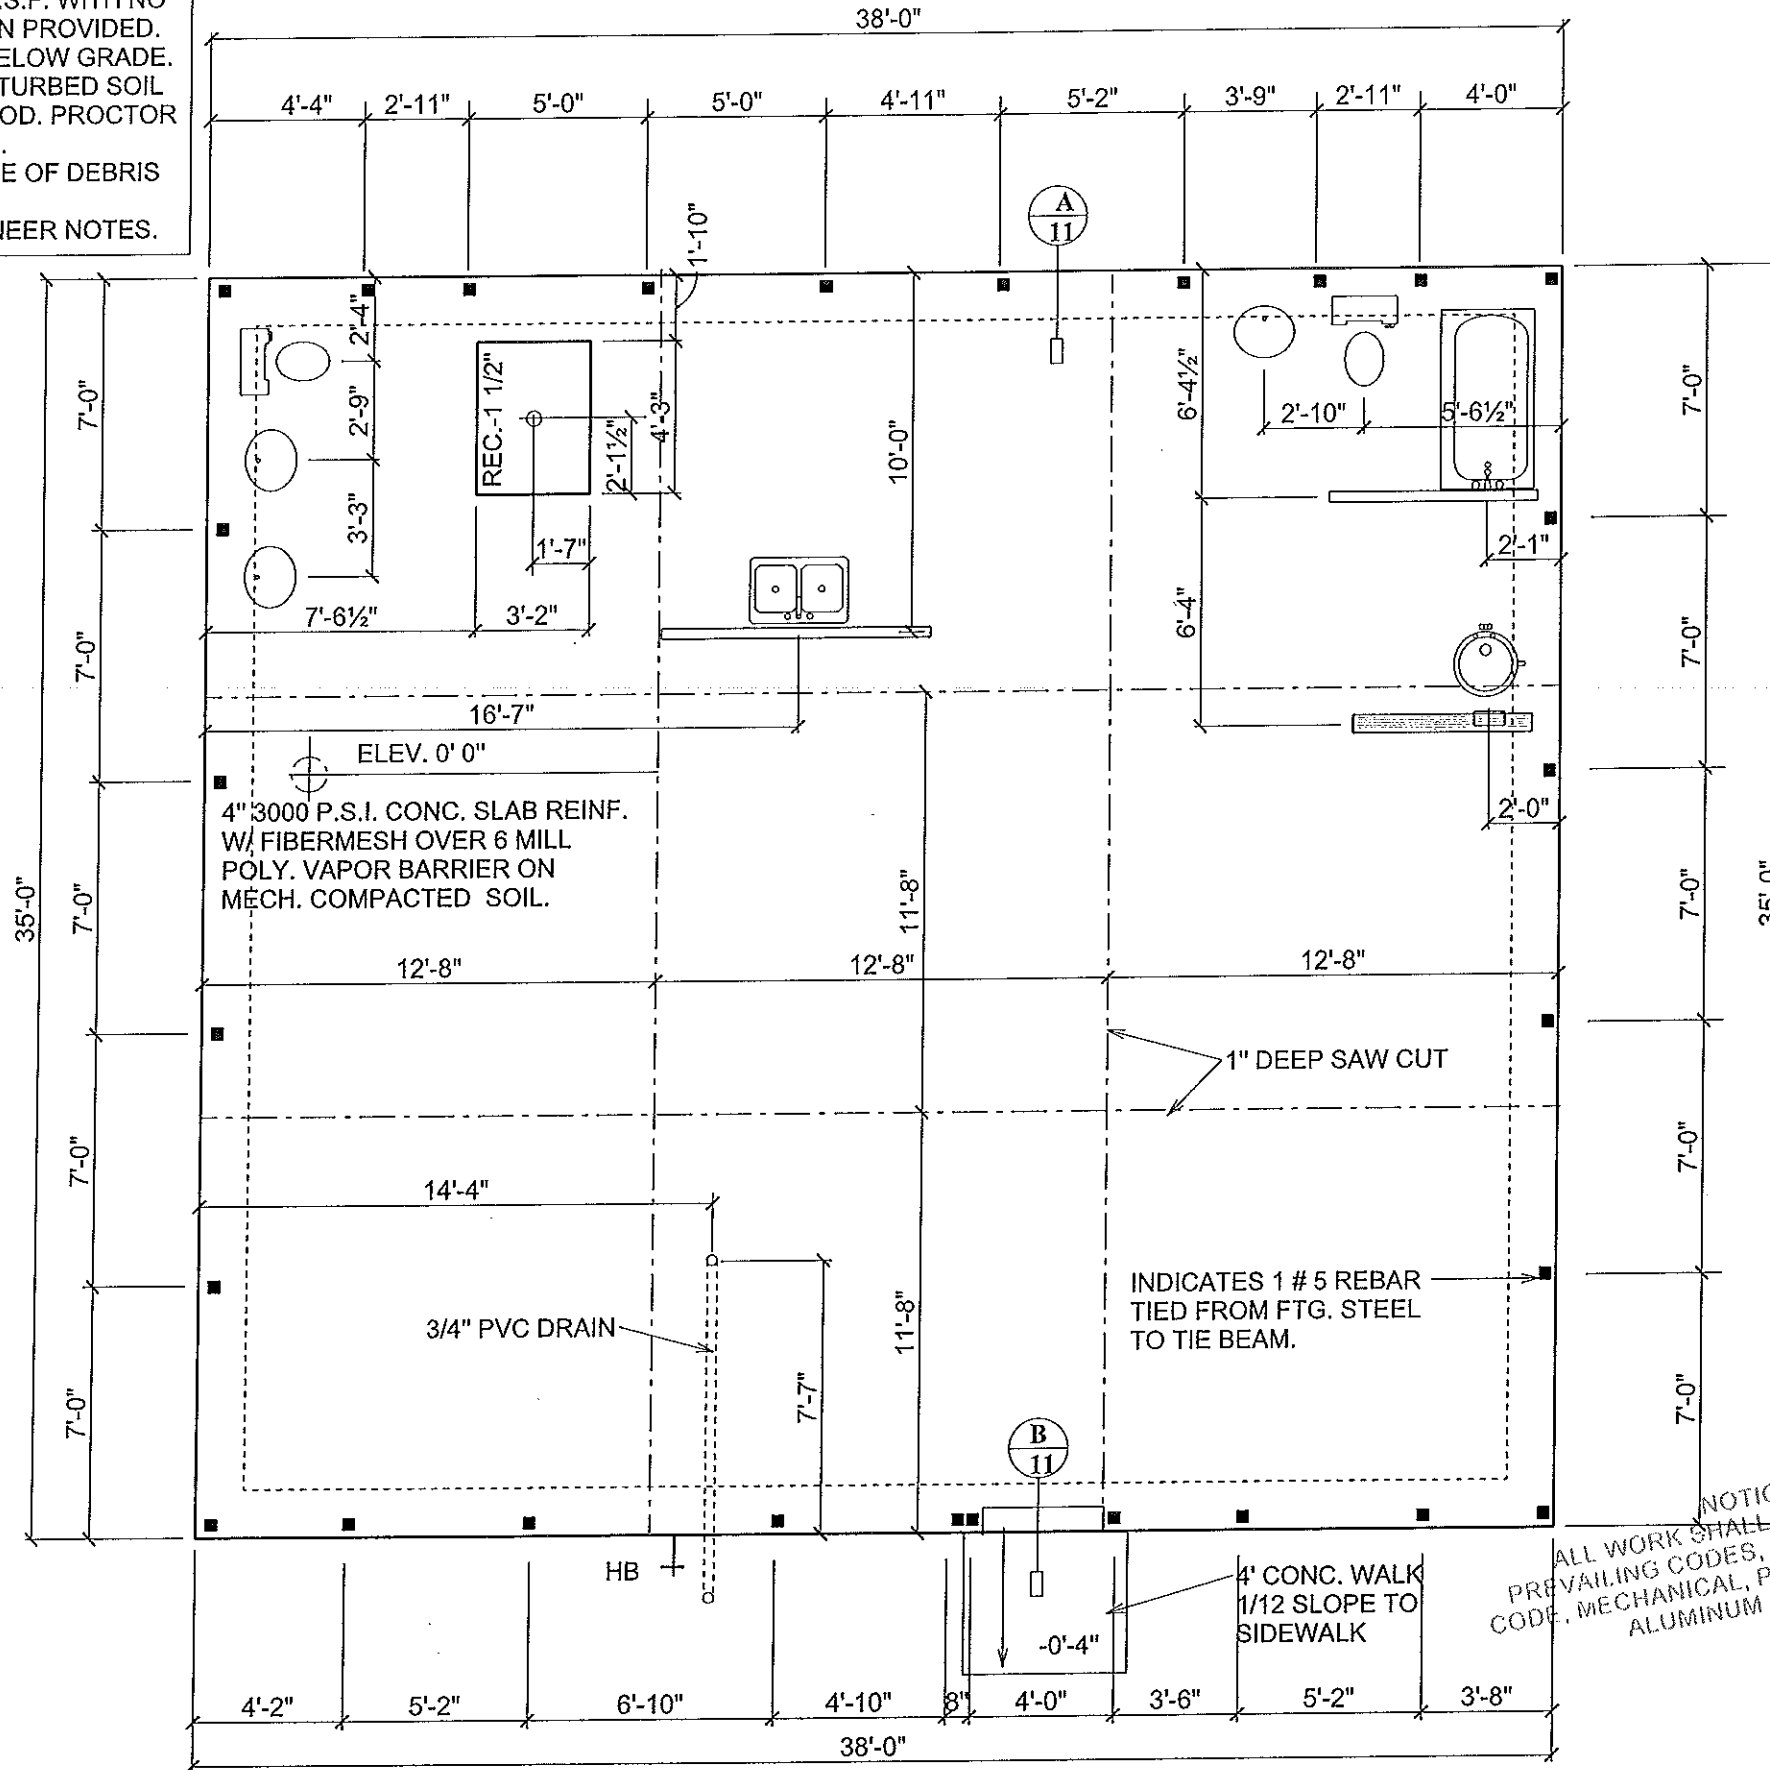 WITH NO
N PROVIDED.
ELOW GRADE.
TURBED SOIL
OD. PROCTOR
.
E OF DEBRIS
NEER NOTES.
38'-0"
4'-4" 2'-11" 5'-0" 5'-0" 4'-11" 5'-2" 3'-9" 2'-11" 4'-0"
A
11
1'-10"
2'-4"
2'-9"
3'-3"
REC.-1 1/2"
2'-1½"
4'-3"
1'-7"
7'-6½" 3'-2"
10'-0"
6'-4½"
2'-10" 5'-6½"
2'-1"
6'-4"
2'-0"
16'-7"
ELEV. 0' 0"
4" 3000 P.S.I. CONC. SLAB REINF.
W/ FIBERMESH OVER 6 MILL
POLY. VAPOR BARRIER ON
MECH. COMPACTED SOIL.
35'-0"
7'-0"
7'-0"
7'-0"
7'-0"
7'-0"
7'-0"
7'-0"
7'-0"
7'-0"
7'-0"
35'-0"
11'-8"
12'-8" 12'-8" 12'-8"
1" DEEP SAW CUT
14'-4"
3/4" PVC DRAIN
7'-7"
11'-8"
INDICATES 1 # 5 REBAR
TIED FROM FTG. STEEL
TO TIE BEAM.
B
11
HB
4' CONC. WALK
1/12 SLOPE TO
SIDEWALK
-0'-4"
NOTIC
ALL WORK SHALL
PREVAILING CODES,
CODE, MECHANICAL, P
ALUMINUM
4'-2" 5'-2" 6'-10" 4'-10" 8" 4'-0" 3'-6" 5'-2" 3'-8"
38'-0"